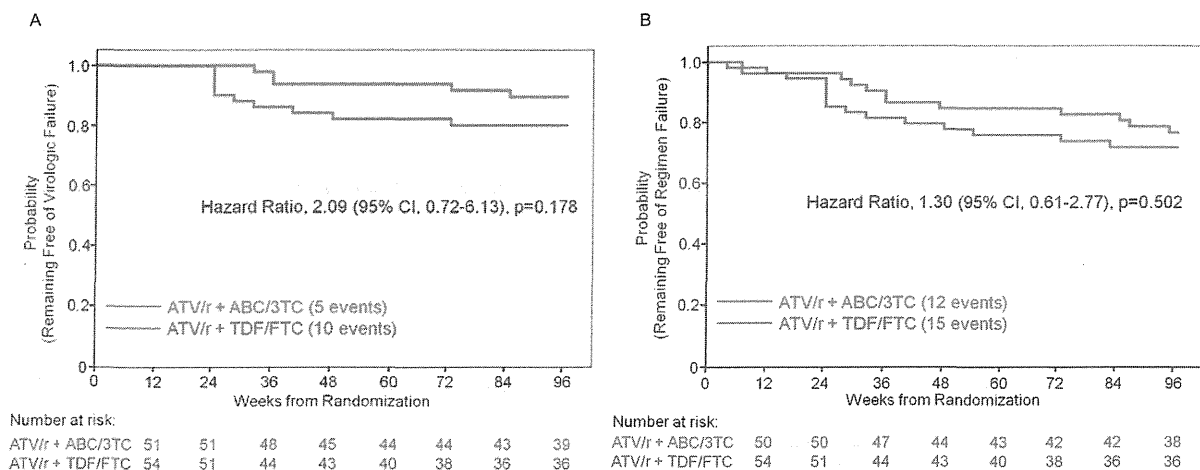 A
Probability
(Remaining Free of Virologic Failure)
1.0
0.8
0.6
0.4
0.2
0
Hazard Ratio, 2.09 (95% CI, 0.72-6.13), p=0.178
ATV/r + ABC/3TC (5 events)
ATV/r + TDF/FTC (10 events)
0 12 24 36 48 60 72 84 96
Weeks from Randomization
Number at risk:
ATV/r + ABC/3TC 51 51 48 45 44 44 43 39
ATV/r + TDF/FTC 54 51 44 43 40 38 36 36
B
Probability
(Remaining Free of Regimen Failure)
1.0
0.8
0.6
0.4
0.2
0
Hazard Ratio, 1.30 (95% CI, 0.61-2.77), p=0.502
ATV/r + ABC/3TC (12 events)
ATV/r + TDF/FTC (15 events)
0 12 24 36 48 60 72 84 96
Weeks from Randomization
Number at risk:
ATV/r + ABC/3TC 50 50 47 44 43 42 42 38
ATV/r + TDF/FTC 54 51 44 43 40 38 36 36